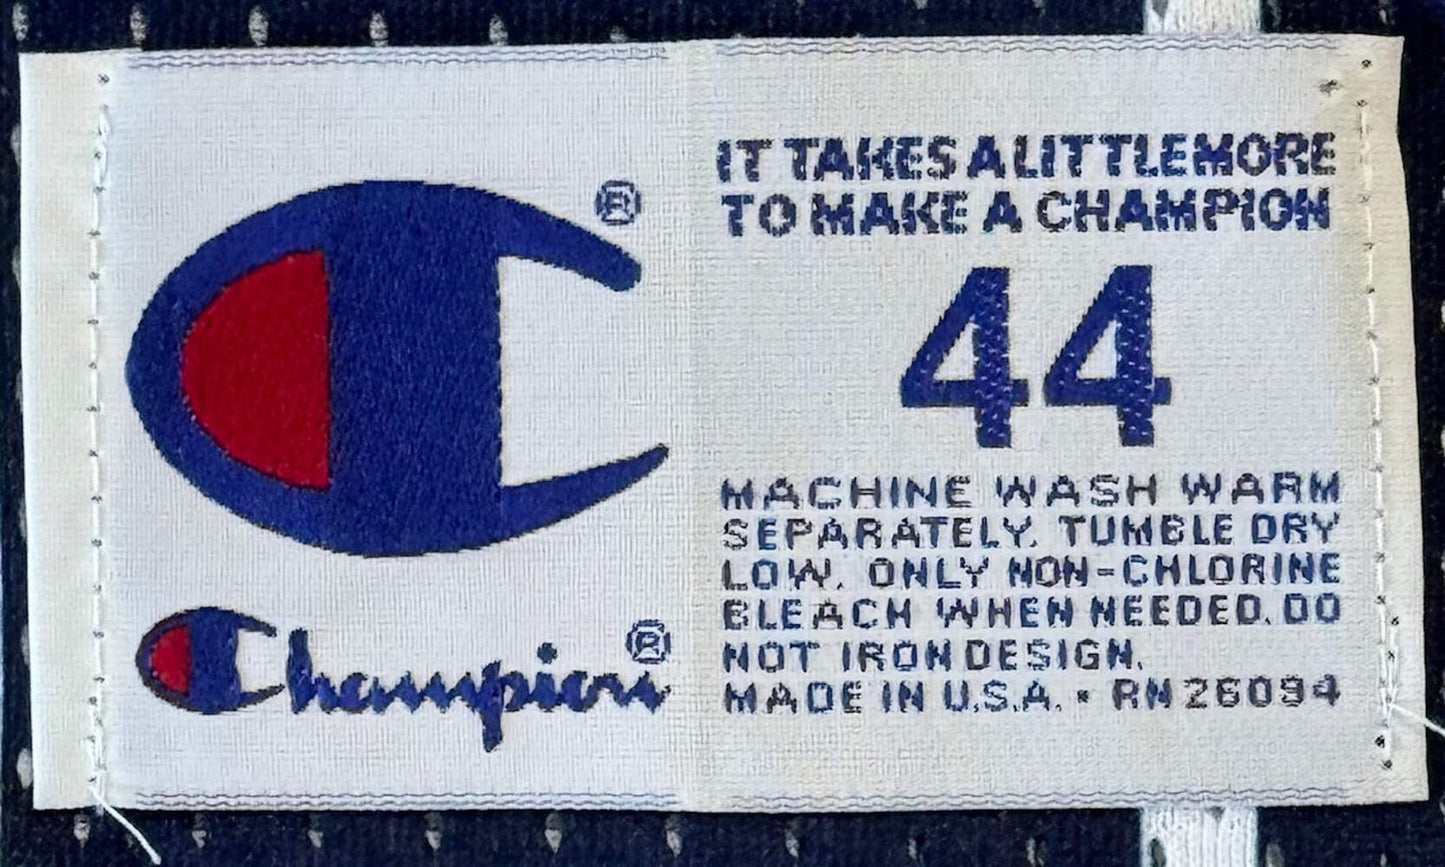 IT TAKES A LITTLE MORE
TO MAKE A CHAMPION
44
MACHINE WASH WARM
SEPARATELY. TUMBLE DRY
LOW. ONLY NON-CHLORINE
BLEACH WHEN NEEDED. DO
NOT IRON DESIGN.
MADE IN U.S.A. • RN 26094
®
Champion®